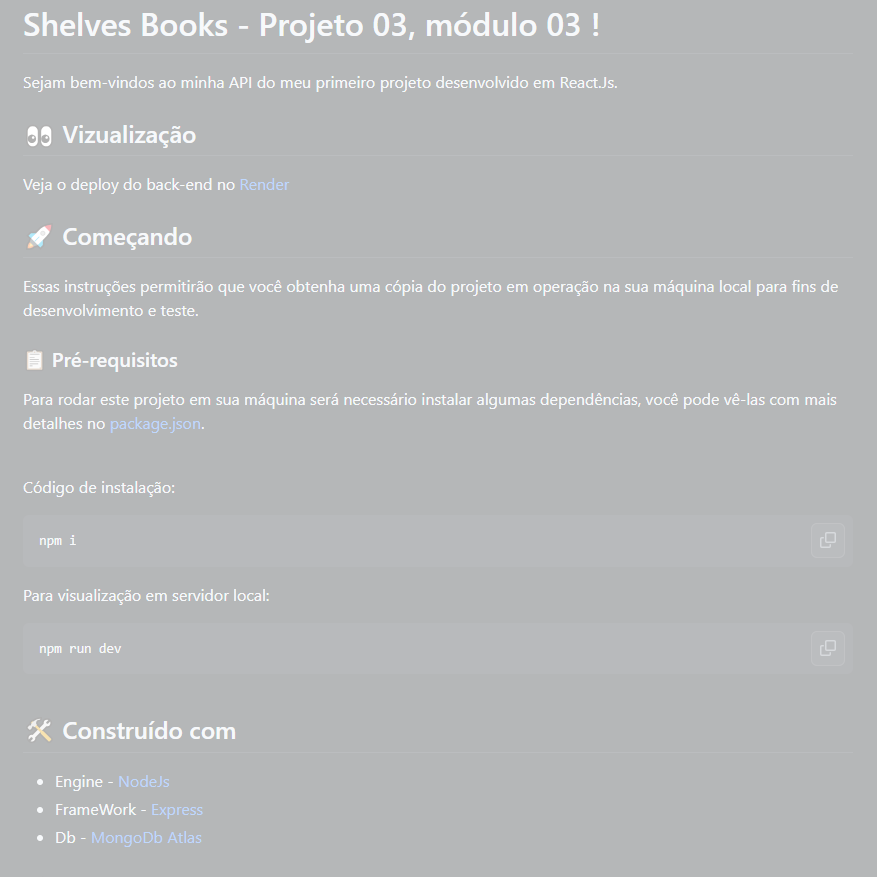 Shelves Books - Projeto 03, módulo 03 !
Sejam bem-vindos ao minha API do meu primeiro projeto desenvolvido em React.Js.
👀 Vizualização
Veja o deploy do back-end no Render
🚀 Começando
Essas instruções permitirão que você obtenha uma cópia do projeto em operação na sua máquina local para fins de
desenvolvimento e teste.
📋 Pré-requisitos
Para rodar este projeto em sua máquina será necessário instalar algumas dependências, você pode vê-las com mais
detalhes no package.json.
Código de instalação:
npm i
Para visualização em servidor local:
npm run dev
🛠️ Construído com
• Engine - NodeJs
• FrameWork - Express
• Db - MongoDb Atlas